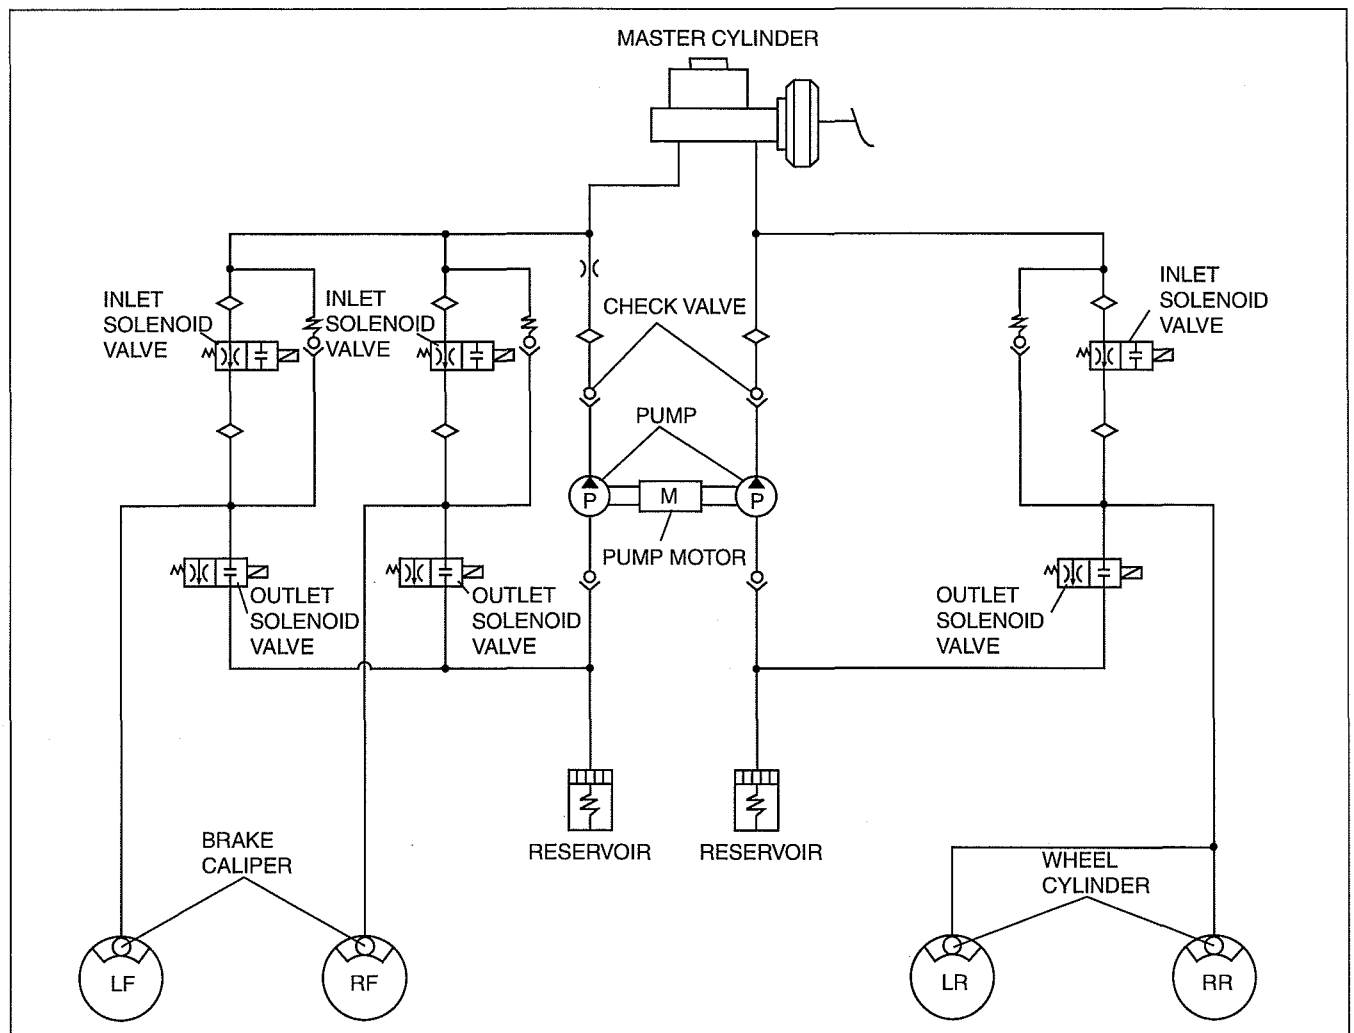 MASTER CYLINDER
INLET
SOLENOID
VALVE
INLET
SOLENOID
VALVE
CHECK VALVE
INLET
SOLENOID
VALVE
PUMP
P
M
P
PUMP MOTOR
OUTLET
SOLENOID
VALVE
OUTLET
SOLENOID
VALVE
OUTLET
SOLENOID
VALVE
RESERVOIR
RESERVOIR
BRAKE
CALIPER
WHEEL
CYLINDER
LF
RF
LR
RR